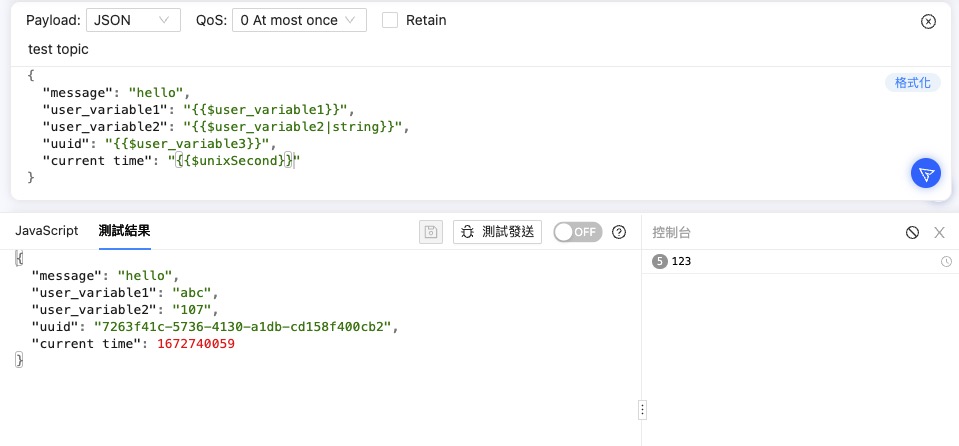 Payload: JSON QoS: 0 At most once Retain
test topic
{
格式化
"message": "hello",
"user_variable1": "{{$user_variable1}}",
"user_variable2": "{{$user_variable2|string}}",
"uuid": "{{$user_variable3}}",
"current time": "{{$unixSecond}}"
}
JavaScript 測試結果 測試發送 OFF 控制台
{
"message": "hello",
"user_variable1": "abc",
"user_variable2": "107",
"uuid": "7263f41c-5736-4130-a1db-cd158f400cb2",
"current time": 1672740059
}
5 123